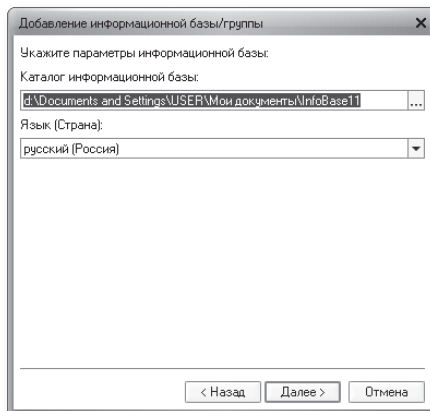 Добавление информационной базы/группы
Укажите параметры информационной базы:
Каталог информационной базы:
d:\Documents and Settings\USER\Мои документы\InfoBase11
...
Язык (Страна):
русский (Россия)
< Назад Далее > Отмена